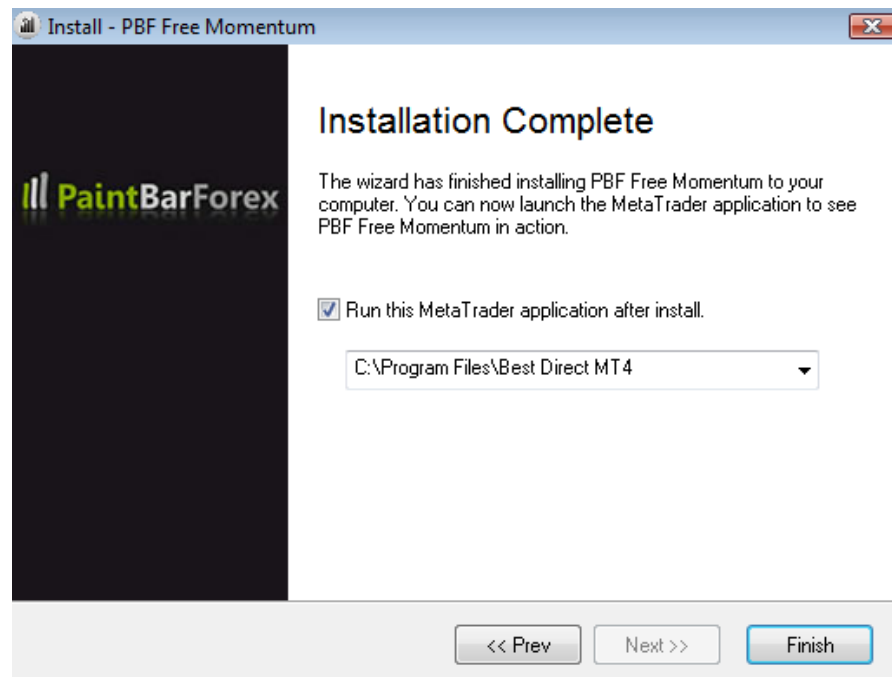 Install - PBF Free Momentum
PaintBarForex
Installation Complete
The wizard has finished installing PBF Free Momentum to your
computer. You can now launch the MetaTrader application to see
PBF Free Momentum in action.
Run this MetaTrader application after install.
C:\Program Files\Best Direct MT4
<< Prev
Next >>
Finish